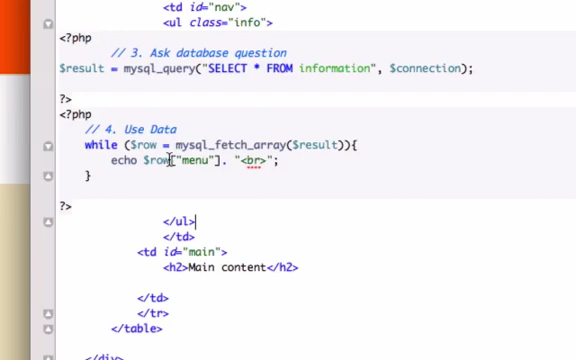 <td id="nav">
<ul class="info">
<?php
// 3. Ask database question
$result = mysql_query("SELECT * FROM information", $connection);
?>
<?php
// 4. Use Data
while ($row = mysql_fetch_array($result)){
echo $row["menu"]. "<br>";
}
?>
</ul>
</td>
<td id="main">
<h2>Main content</h2>
</td>
</tr>
</table>
</div>